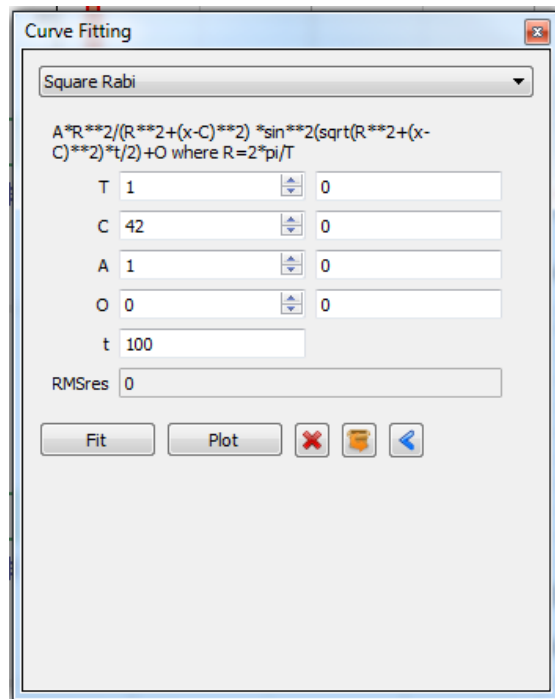 Curve Fitting
Square Rabi
A*R**2/(R**2+(x-C)**2) *sin**2(sqrt(R**2+(x-
C)**2)*t/2)+O where R=2*pi/T
T 1 0
C 42 0
A 1 0
O 0 0
t 100
RMSres 0
Fit Plot